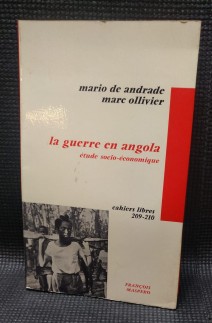 mario de andrade
marc ollivier
la guerre en angola
étude socio-économique
cahiers libres
209-210
FRANÇOIS
MASPERO